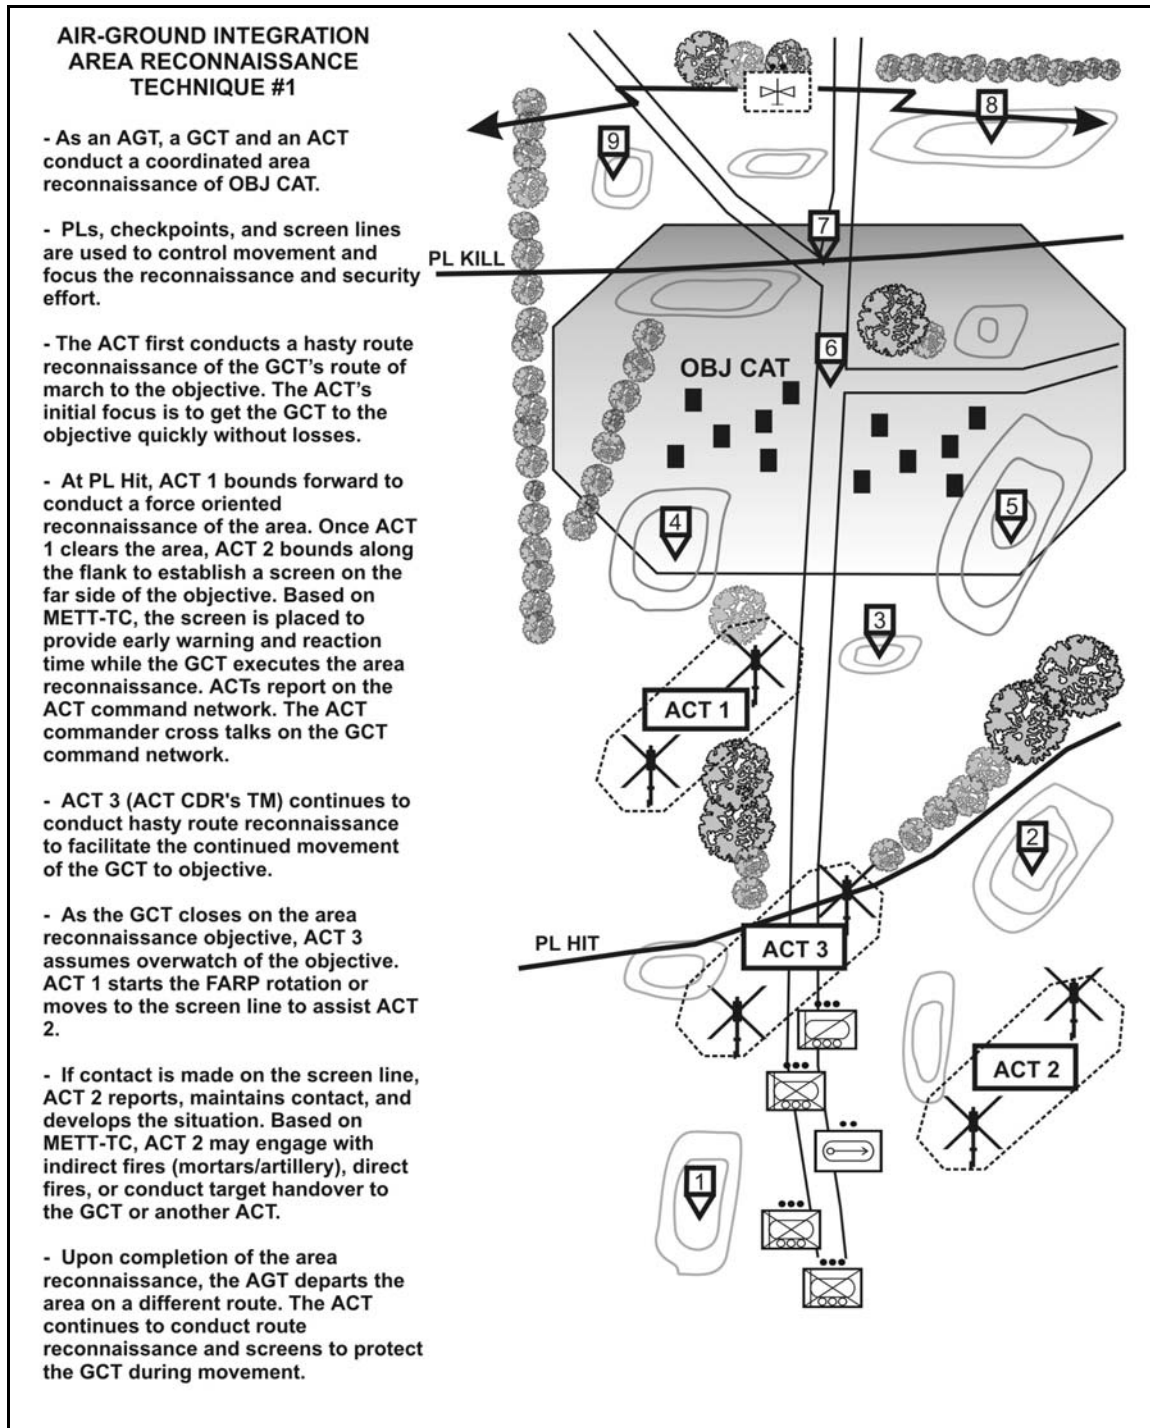 AIR-GROUND INTEGRATION
AREA RECONNAISSANCE
TECHNIQUE #1
- As an AGT, a GCT and an ACT
conduct a coordinated area
reconnaissance of OBJ CAT.
- PLs, checkpoints, and screen lines
are used to control movement and
focus the reconnaissance and security
effort.
- The ACT first conducts a hasty route
reconnaissance of the GCT's route of
march to the objective. The ACT's
initial focus is to get the GCT to the
objective quickly without losses.
- At PL Hit, ACT 1 bounds forward to
conduct a force oriented
reconnaissance of the area. Once ACT
1 clears the area, ACT 2 bounds along
the flank to establish a screen on the
far side of the objective. Based on
METT-TC, the screen is placed to
provide early warning and reaction
time while the GCT executes the area
reconnaissance. ACTs report on the
ACT command network. The ACT
commander cross talks on the GCT
command network.
- ACT 3 (ACT CDR's TM) continues to
conduct hasty route reconnaissance
to facilitate the continued movement
of the GCT to objective.
- As the GCT closes on the area
reconnaissance objective, ACT 3
assumes overwatch of the objective.
ACT 1 starts the FARP rotation or
moves to the screen line to assist ACT
2.
- If contact is made on the screen line,
ACT 2 reports, maintains contact, and
develops the situation. Based on
METT-TC, ACT 2 may engage with
indirect fires (mortars/artillery), direct
fires, or conduct target handover to
the GCT or another ACT.
- Upon completion of the area
reconnaissance, the AGT departs the
area on a different route. The ACT
continues to conduct route
reconnaissance and screens to protect
the GCT during movement.
8
9
7
PL KILL
6
OBJ CAT
5
4
3
ACT 1
2
PL HIT
ACT 3
ACT 2
1